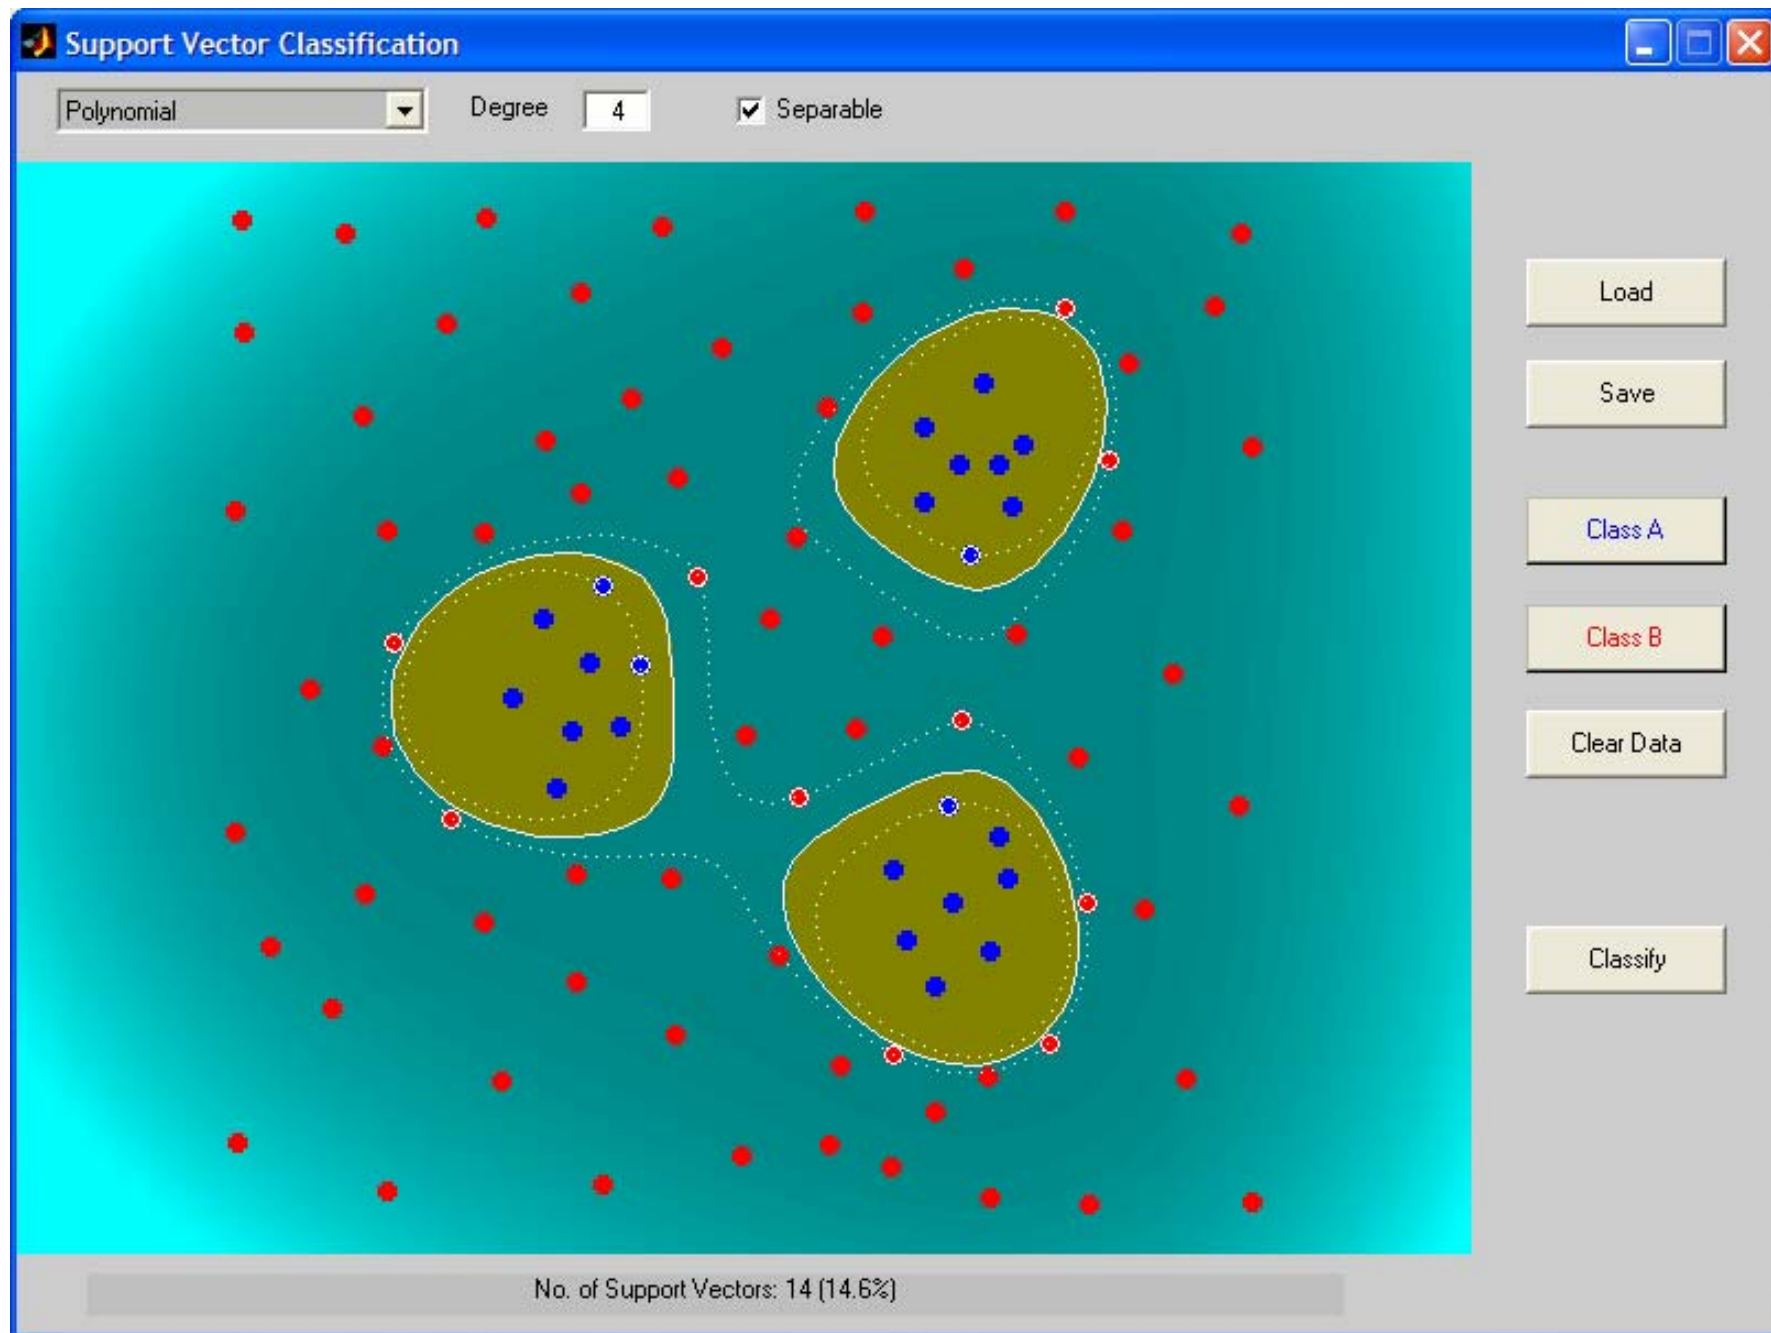 Support Vector Classification
Polynomial Degree 4 Separable
Load
Save
Class A
Class B
Clear Data
Classify
No. of Support Vectors: 14 (14.6%)